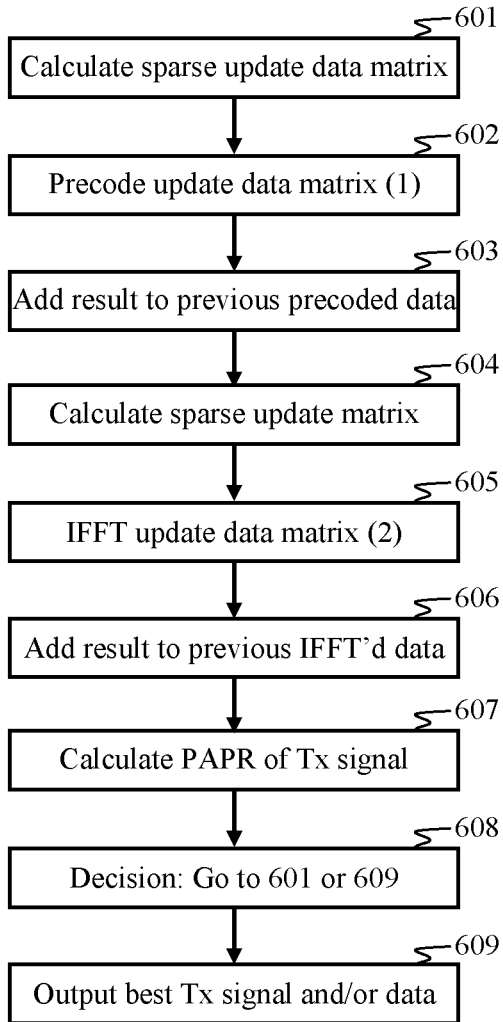 601
Calculate sparse update data matrix
602
Precode update data matrix (1)
603
Add result to previous precoded data
604
Calculate sparse update matrix
605
IFFT update data matrix (2)
606
Add result to previous IFFT’d data
607
Calculate PAPR of Tx signal
608
Decision: Go to 601 or 609
609
Output best Tx signal and/or data